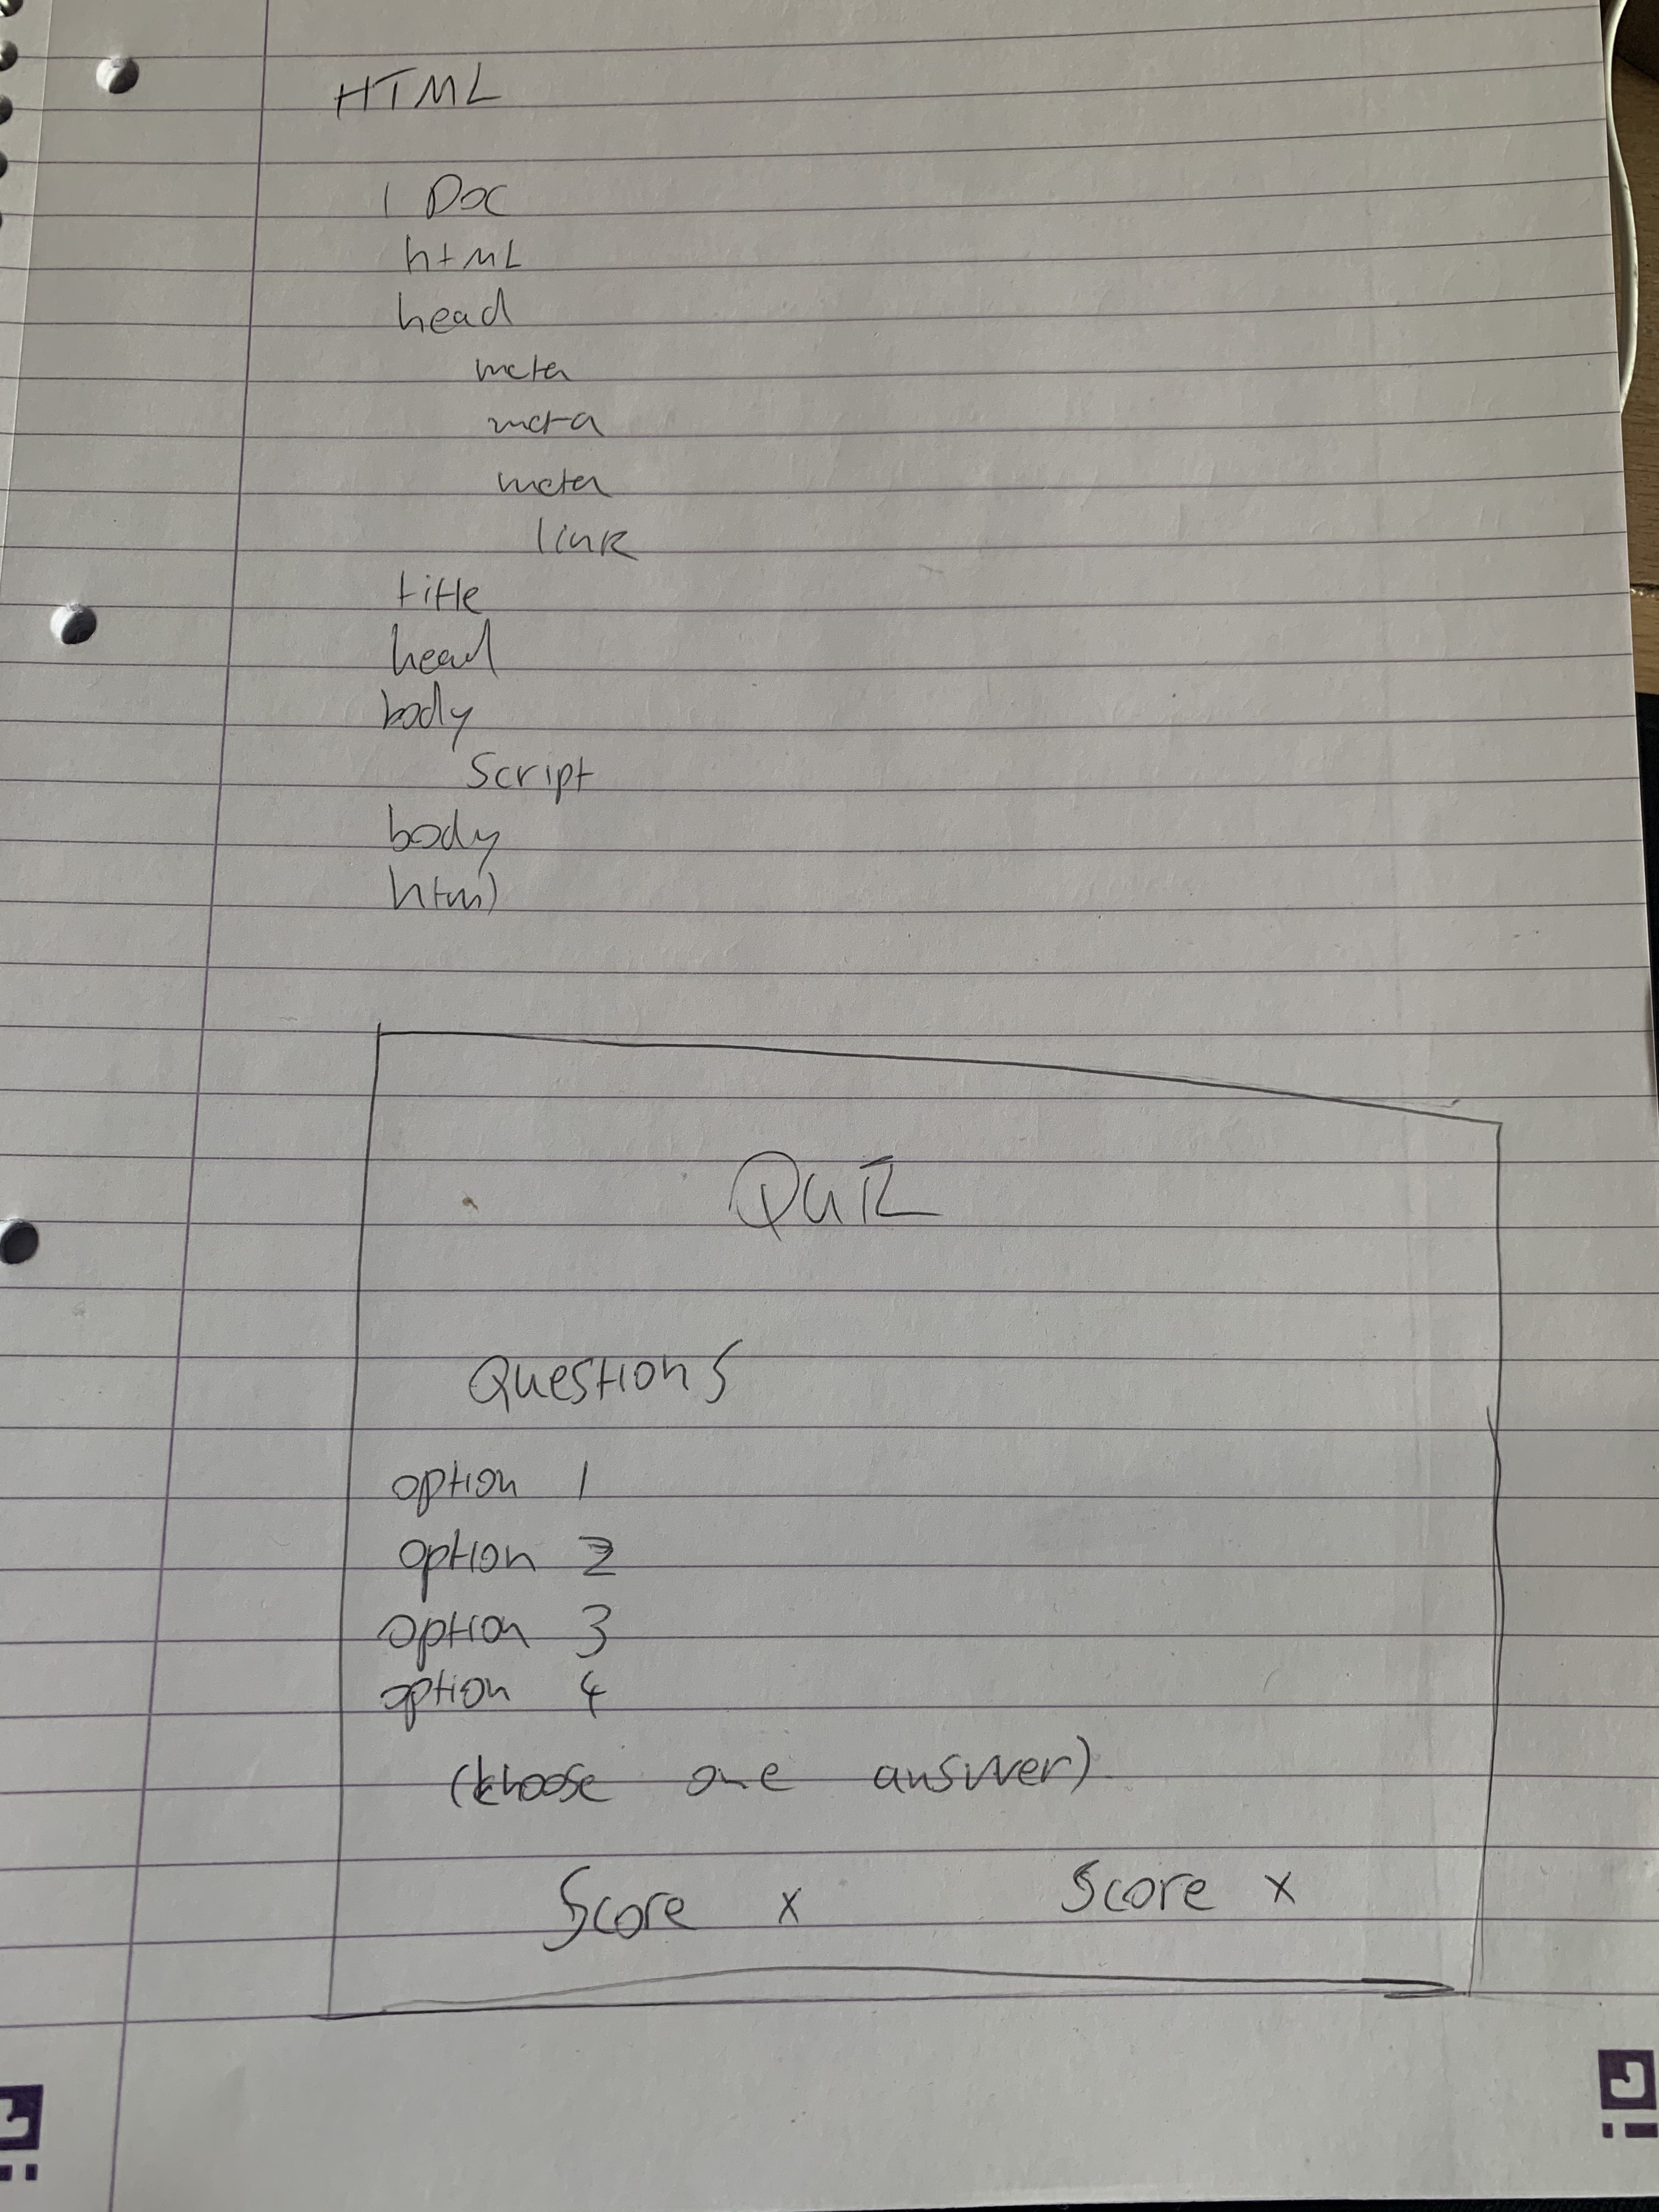 HTML
! Doc
html
head
meta
meta
meta
link
title
head
body
Script
body
html
Quiz
Questions
option 1
option 2
option 3
option 4
(choose one answer)
Score x Score x